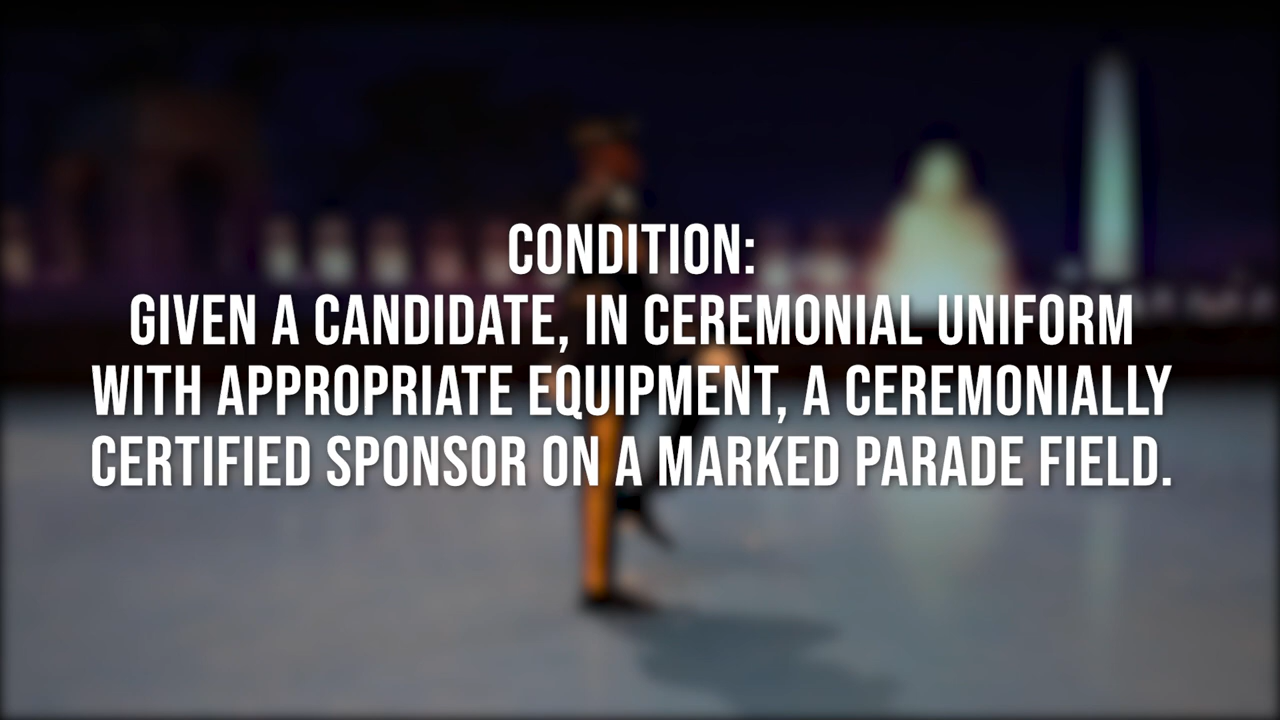 CONDITION:
GIVEN A CANDIDATE, IN CEREMONIAL UNIFORM
WITH APPROPRIATE EQUIPMENT, A CEREMONIALLY
CERTIFIED SPONSOR ON A MARKED PARADE FIELD.